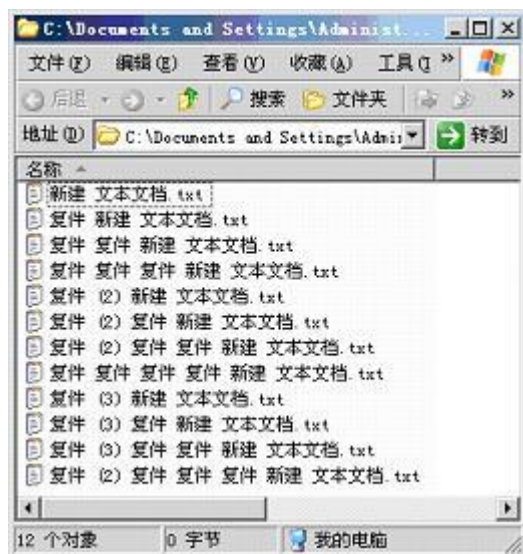 C:\Documents and Settings\Administ...
文件(F) 编辑(E) 查看(V) 收藏(A) 工具(T »
后退 搜索 文件夹 »
地址(D) C:\Documents and Settings\Admi 转到
名称
新建 文本文档.txt
复件 新建 文本文档.txt
复件 复件 新建 文本文档.txt
复件 复件 复件 新建 文本文档.txt
复件 (2) 新建 文本文档.txt
复件 (2) 复件 新建 文本文档.txt
复件 (2) 复件 复件 新建 文本文档.txt
复件 复件 复件 复件 新建 文本文档.txt
复件 (3) 新建 文本文档.txt
复件 (3) 复件 新建 文本文档.txt
复件 (3) 复件 复件 新建 文本文档.txt
复件 (2) 复件 复件 复件 新建 文本文档.txt
12 个对象 0 字节 我的电脑